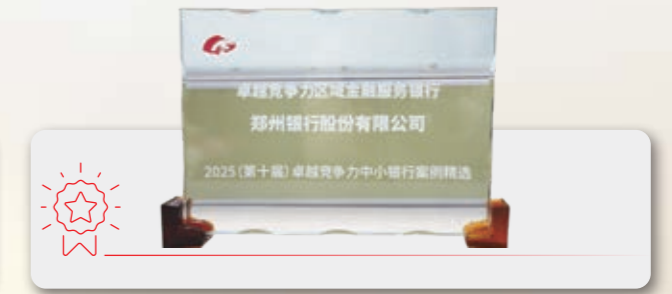 卓越竞争力区域金融服务银行
郑州银行股份有限公司
2025(第十届)卓越竞争力中小银行案例精选